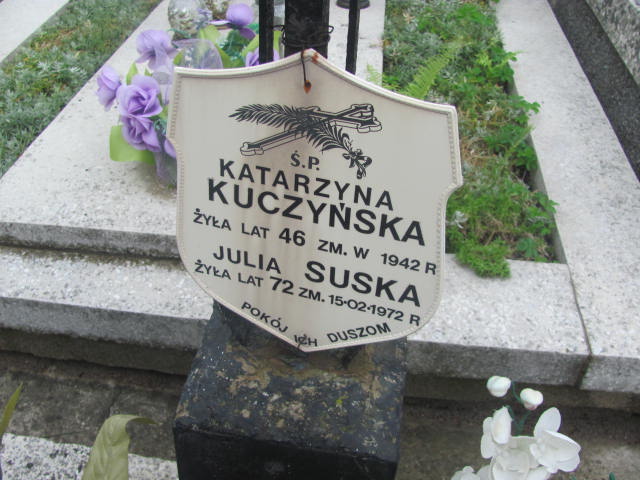 Ś.P.
KATARZYNA
KUCZYŃSKA
ŻYŁA LAT 46 ZM. W 1942 R
JULIA SUSKA
ŻYŁA LAT 72 ZM. 15-02-1972 R
POKÓJ ICH DUSZOM